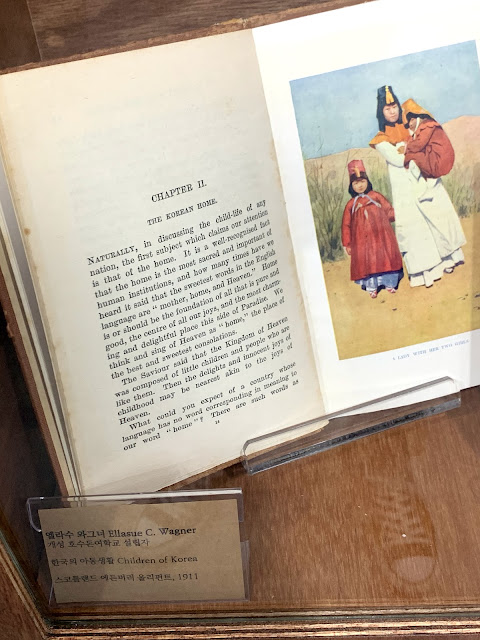 CHAPTER II.
THE KOREAN HOME.
NATURALLY, in discussing the child-life of any
nation, the first subject which claims our attention
is that of the home. It is a well-recognised fact
that the home is the most sacred and important of
human institutions, and how many times have we
heard it said that the sweetest words in the English
language are "mother, home, and Heaven." Home
is or should be the foundation of all that is pure and
good, the centre of all our joys, and the most charm-
ing and delightful place this side of Paradise. We
think and sing of Heaven as "home," the place of
the best and sweetest consolations.
The Saviour said that the Kingdom of Heaven
was composed of little children and people who are
like them. Then the delights and innocent joys of
childhood may be nearest akin to the joys of
Heaven.
What could you expect of a country whose
language has no word corresponding in meaning to
our word "home"? There are such words as
"
A LADY WITH HER TWO
엘라수 와그너 Ellasue C. Wagner
개성 호수돈여학교 설립자
한국의 아동생활 Children of Korea
스코틀랜드 에든버러 올리펀트, 1911